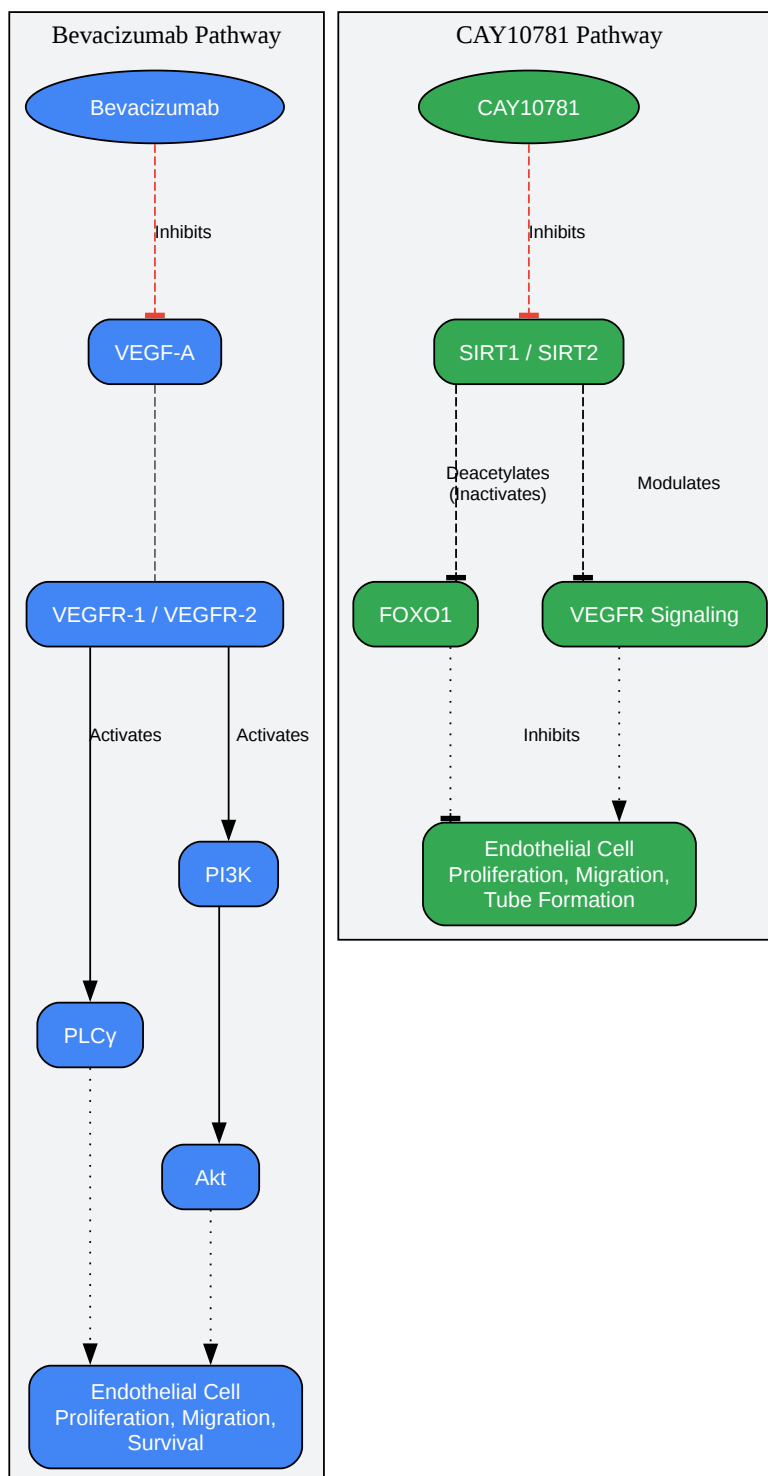 Bevacizumab Pathway
Bevacizumab
Inhibits
VEGF-A
VEGFR-1 / VEGFR-2
Activates
Activates
PI3K
PLCγ
Akt
Endothelial Cell
Proliferation, Migration,
Survival
CAY10781 Pathway
CAY10781
Inhibits
SIRT1 / SIRT2
Deacetylates
(Inactivates)
Modulates
FOXO1
VEGFR Signaling
Inhibits
Endothelial Cell
Proliferation, Migration,
Tube Formation